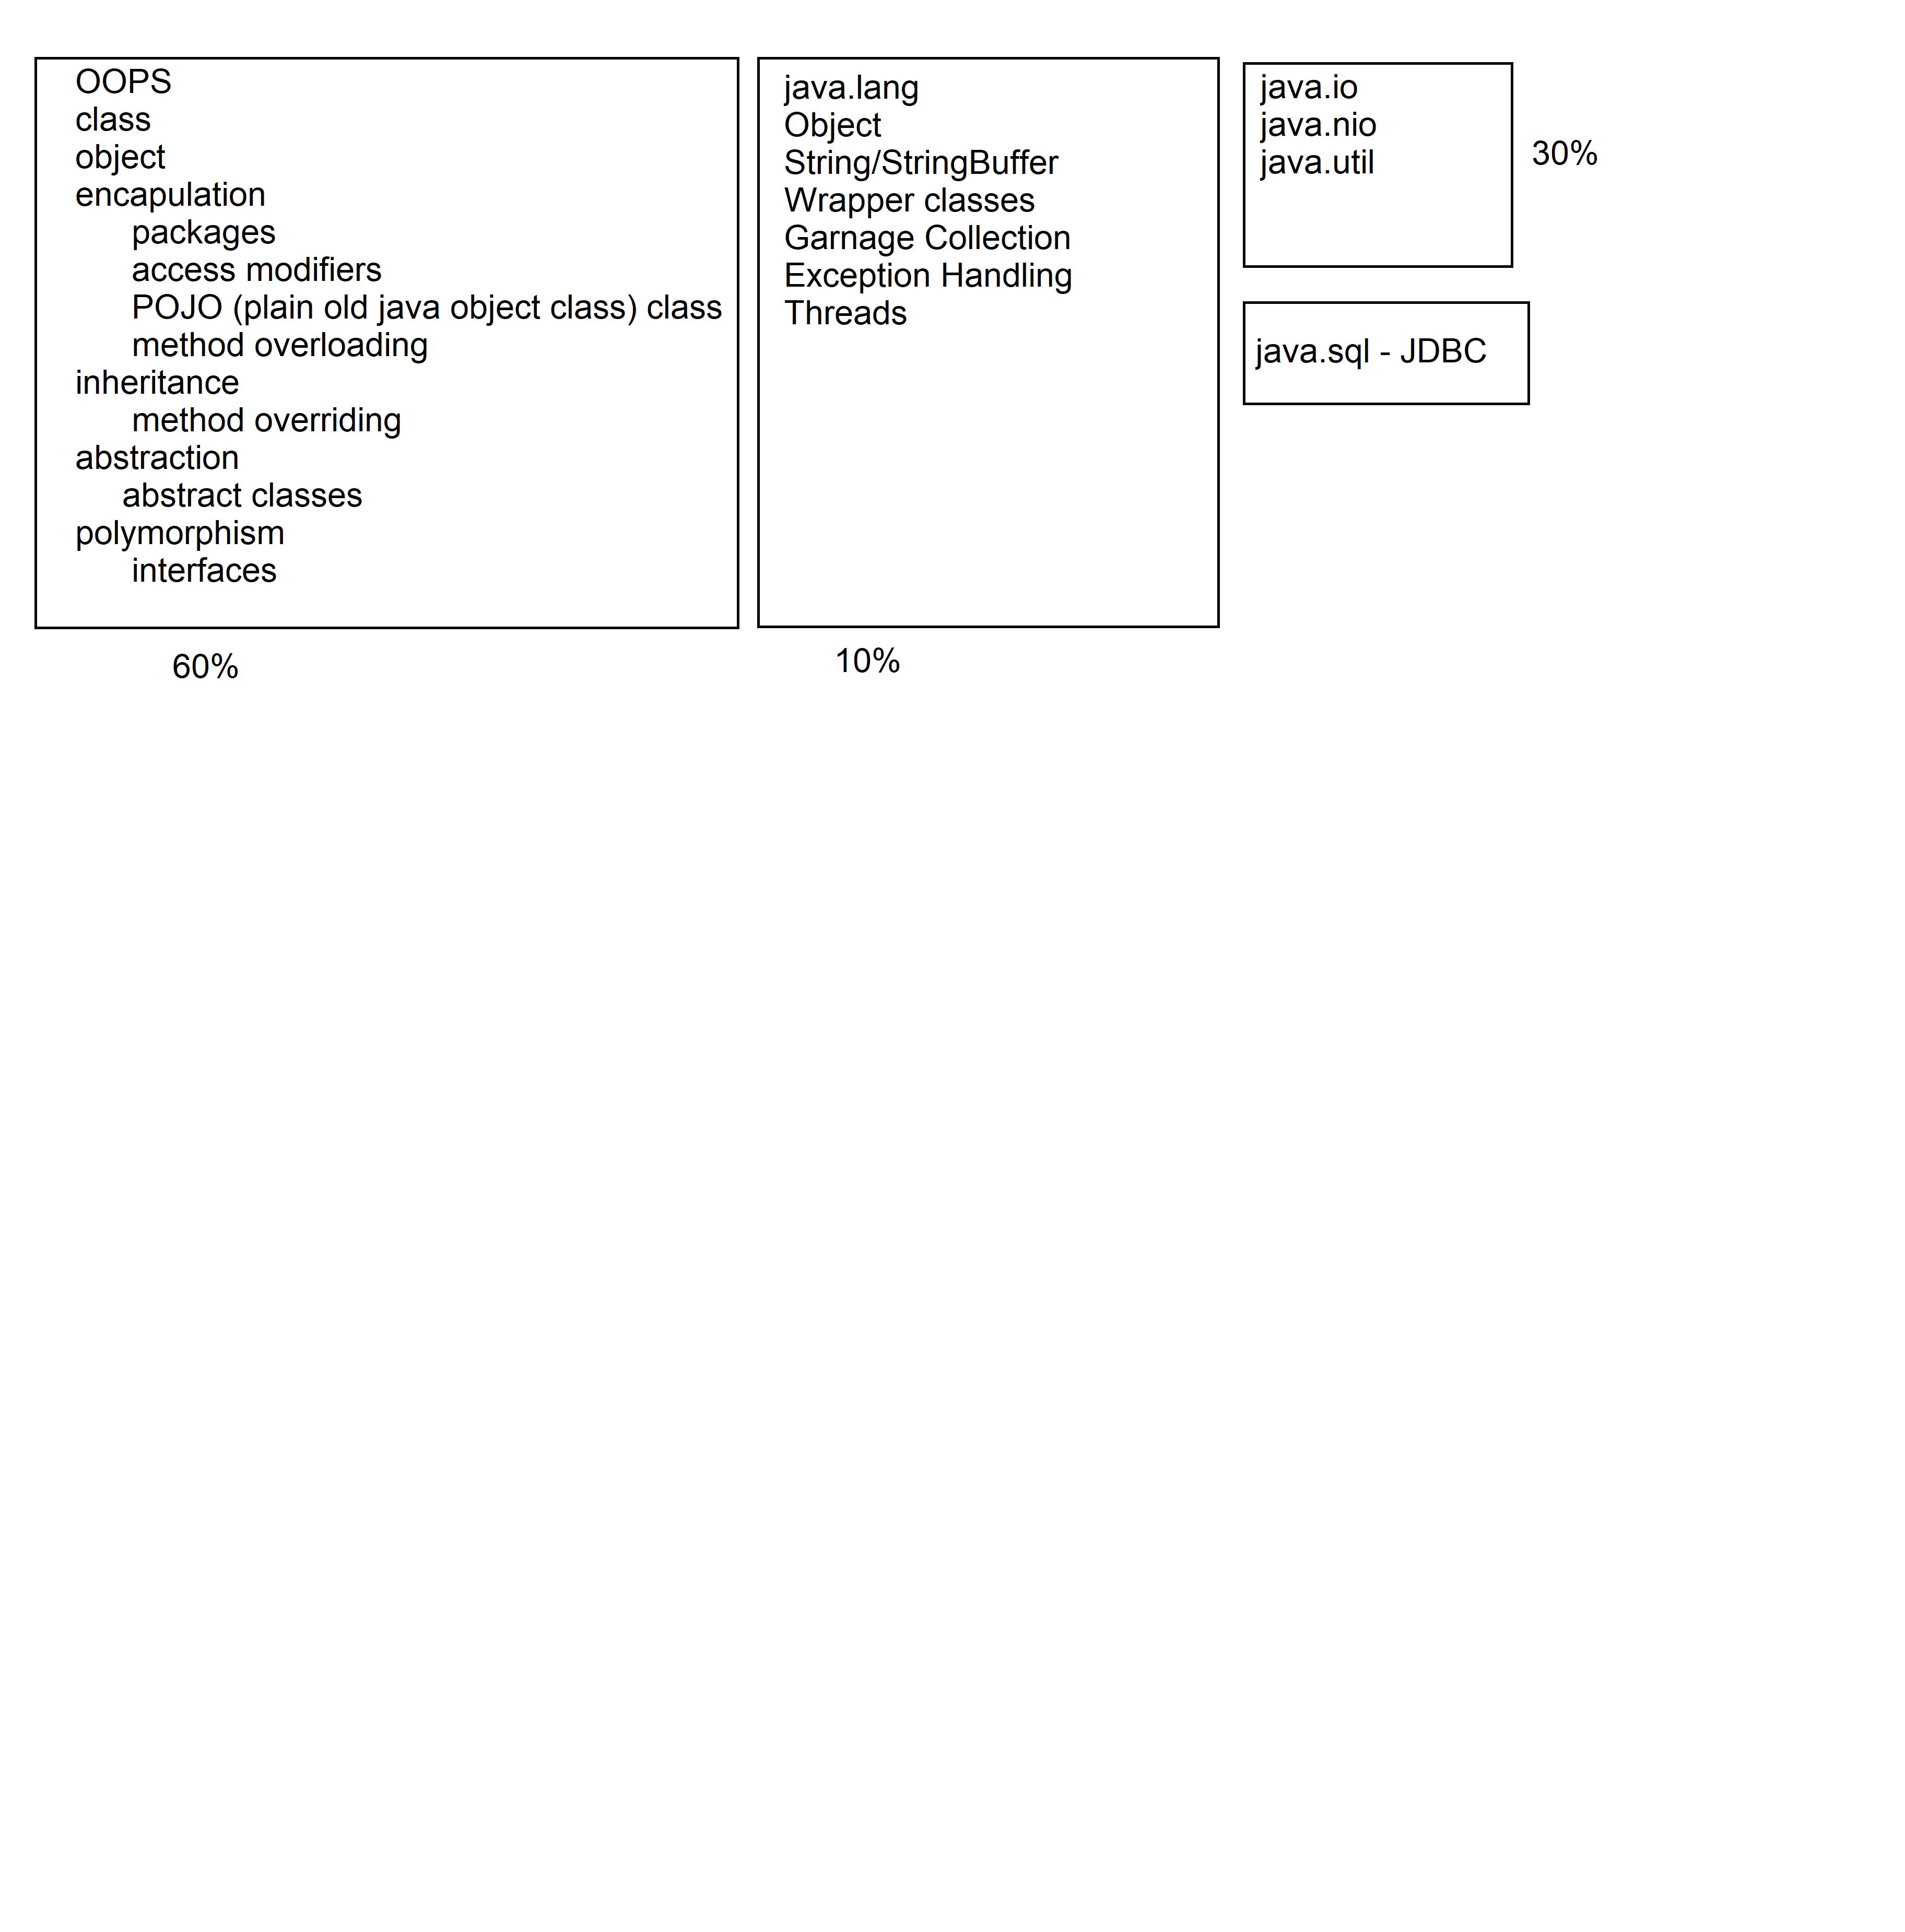 OOPS
class
object
encapulation
packages
access modifiers
POJO (plain old java object class) class
method overloading
inheritance
method overriding
abstraction
abstract classes
polymorphism
interfaces
60%
java.lang
Object
String/StringBuffer
Wrapper classes
Garnage Collection
Exception Handling
Threads
10%
java.io
java.nio
java.util
30%
java.sql - JDBC